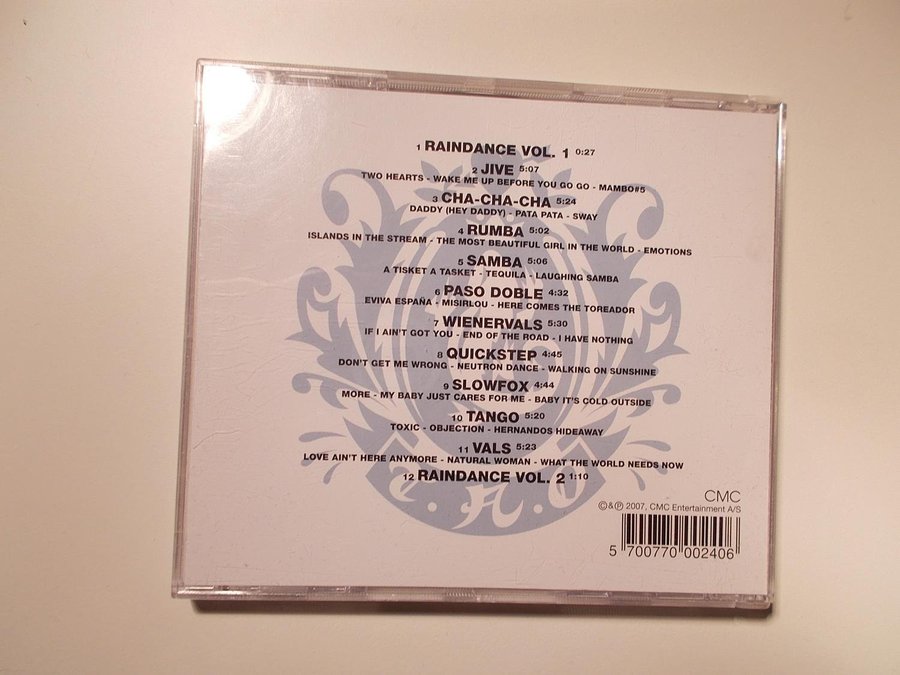 1 RAINDANCE VOL. 1 0:27
2 JIVE 5:07
TWO HEARTS - WAKE ME UP BEFORE YOU GO GO - MAMBO#5
3 CHA-CHA-CHA 5:24
DADDY (HEY DADDY) - PATA PATA - SWAY
4 RUMBA 5:02
ISLANDS IN THE STREAM - THE MOST BEAUTIFUL GIRL IN THE WORLD - EMOTIONS
5 SAMBA 5:06
A TISKET A TASKET - TEQUILA - LAUGHING SAMBA
6 PASO DOBLE 4:32
EVIVA ESPAÑA - MISIRLOU - HERE COMES THE TOREADOR
7 WIENERVALS 5:30
IF I AIN'T GOT YOU - END OF THE ROAD - I HAVE NOTHING
8 QUICKSTEP 4:45
DON'T GET ME WRONG - NEUTRON DANCE - WALKING ON SUNSHINE
9 SLOWFOX 4:44
MORE - MY BABY JUST CARES FOR ME - BABY IT'S COLD OUTSIDE
10 TANGO 5:20
TOXIC - OBJECTION - HERNANDOS HIDEAWAY
11 VALS 5:23
LOVE AIN'T HERE ANYMORE - NATURAL WOMAN - WHAT THE WORLD NEEDS NOW
12 RAINDANCE VOL. 2 1:10
CMC
©&℗ 2007, CMC Entertainment A/S
5 700770 002406